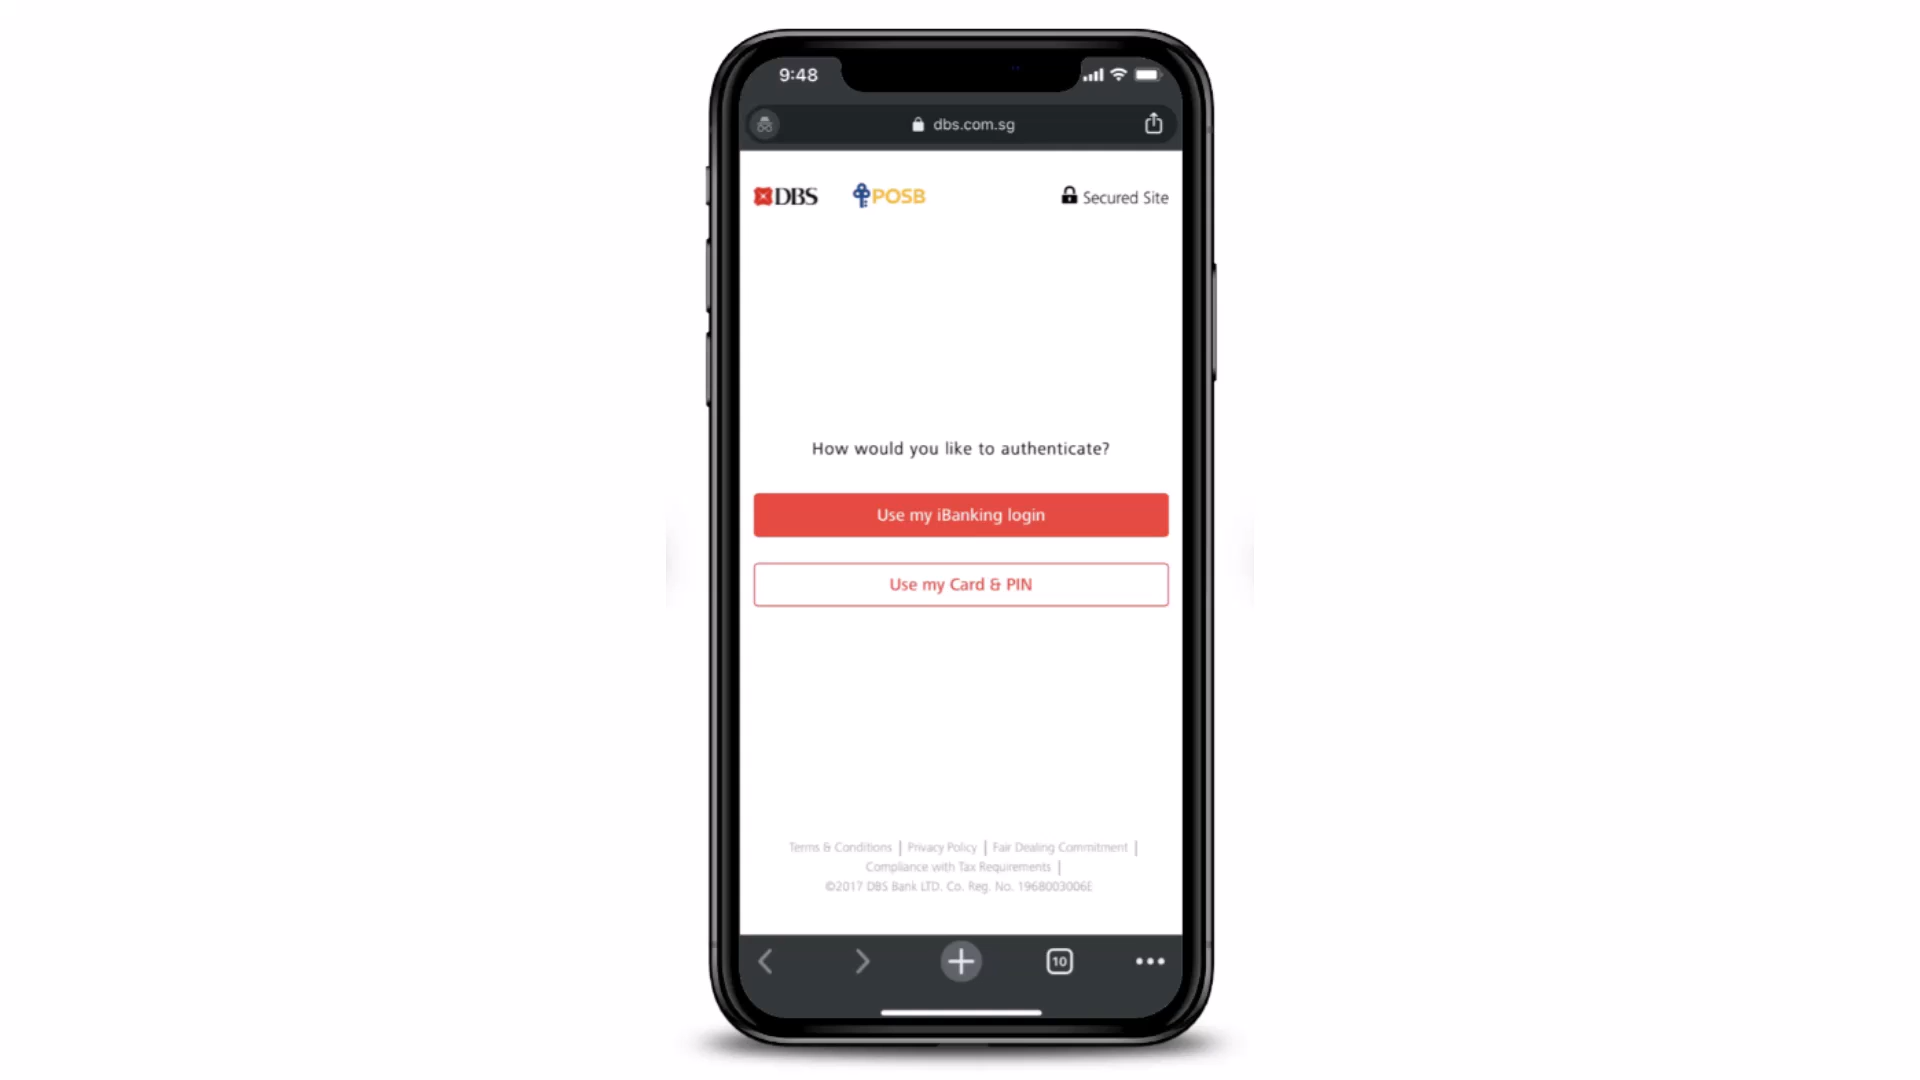 9:48
dbs.com.sg
DBS POSB Secured Site
How would you like to authenticate?
Use my iBanking login
Use my Card & PIN
Terms & Conditions | Privacy Policy | Fair Dealing Commitment |
Compliance with Tax Requirements |
©2017 DBS Bank LTD. Co. Reg. No. 1968003006E
10